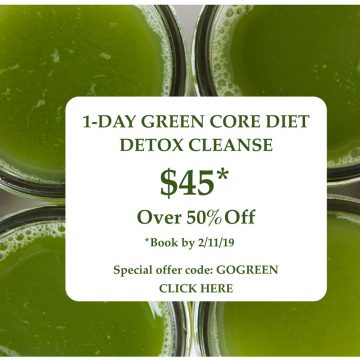 1-DAY GREEN CORE DIET
DETOX CLEANSE
$45*
Over 50% Off
*Book by 2/11/19
Special offer code: GOGREEN
CLICK HERE